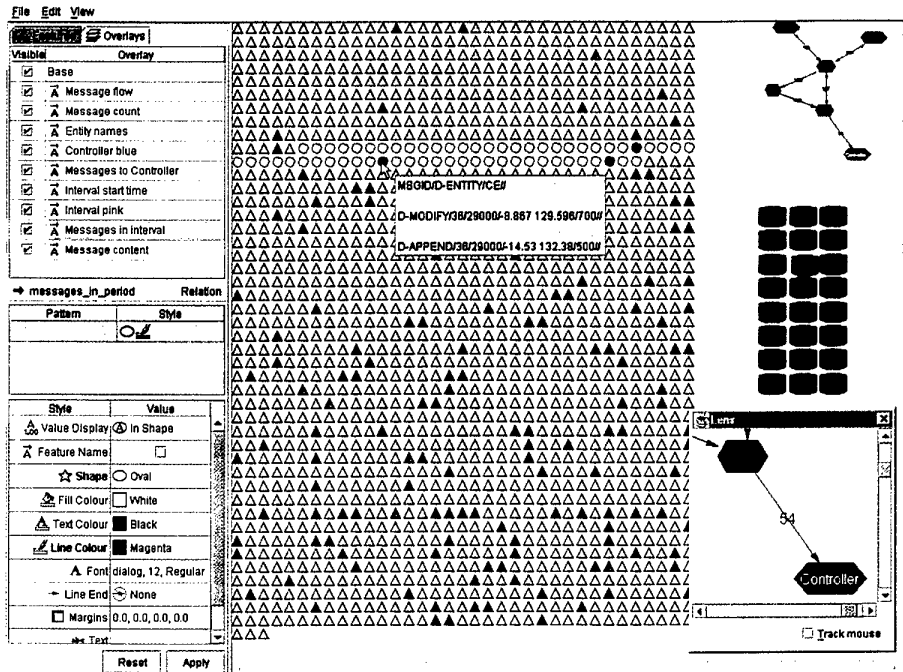 File Edit View
Overlays
Visible Overlay
Base
Message flow
Message count
Entity names
Controller blue
Messages to Controller
Interval start time
Interval pink
Messages in Interval
Message content
messages_in_period Relation
Pattern Style
Style Value
Value Display In Shape
Feature Name
Shape Oval
Fill Colour White
Text Colour Black
Line Colour Magenta
Font dialog, 12, Regular
Line End None
Margins 0.0, 0.0, 0.0, 0.0
Text
Reset Apply
MSGID/D-ENTITY/CE//
D-MODIFY/36/29000/-8.867 129.596/700//
D-APPEND/36/29000/-14.53 132.38/500//
Lens
54
Controller
Track mouse